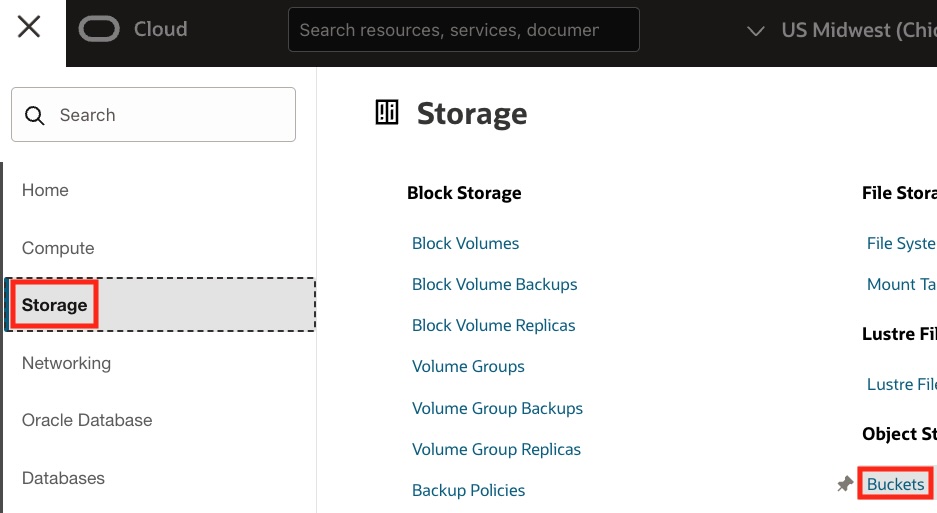 Cloud
Search resources, services, documen
US Midwest (Chic
Search
Home
Compute
Storage
Networking
Oracle Database
Databases
Storage
Block Storage
Block Volumes
Block Volume Backups
Block Volume Replicas
Volume Groups
Volume Group Backups
Volume Group Replicas
Backup Policies
File Stora
File Syste
Mount Ta
Lustre Fil
Lustre File
Object St
Buckets